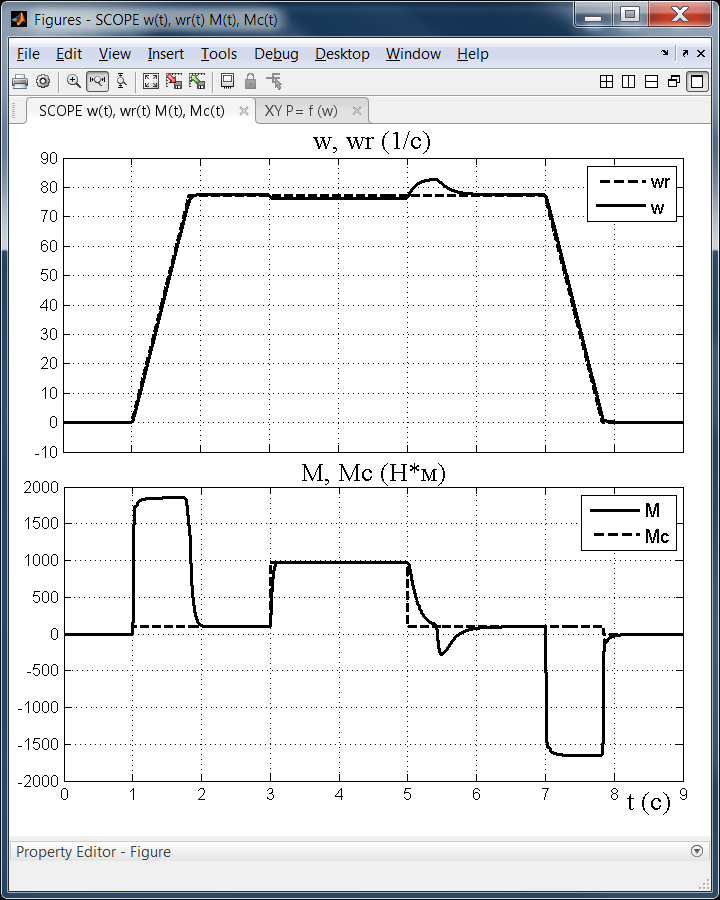 Figures - SCOPE w(t), wr(t) M(t), Mc(t)
File Edit View Insert Tools Debug Desktop Window Help
SCOPE w(t), wr(t) M(t), Mc(t) XY P= f (w)
w, wr (1/c)
90
80
70
60
50
40
30
20
10
0
-10
wr
w
M, Mc (Н*м)
2000
1500
1000
500
0
-500
-1000
-1500
-2000
M
Mc
0 1 2 3 4 5 6 7 8 9
t (c)
Property Editor - Figure